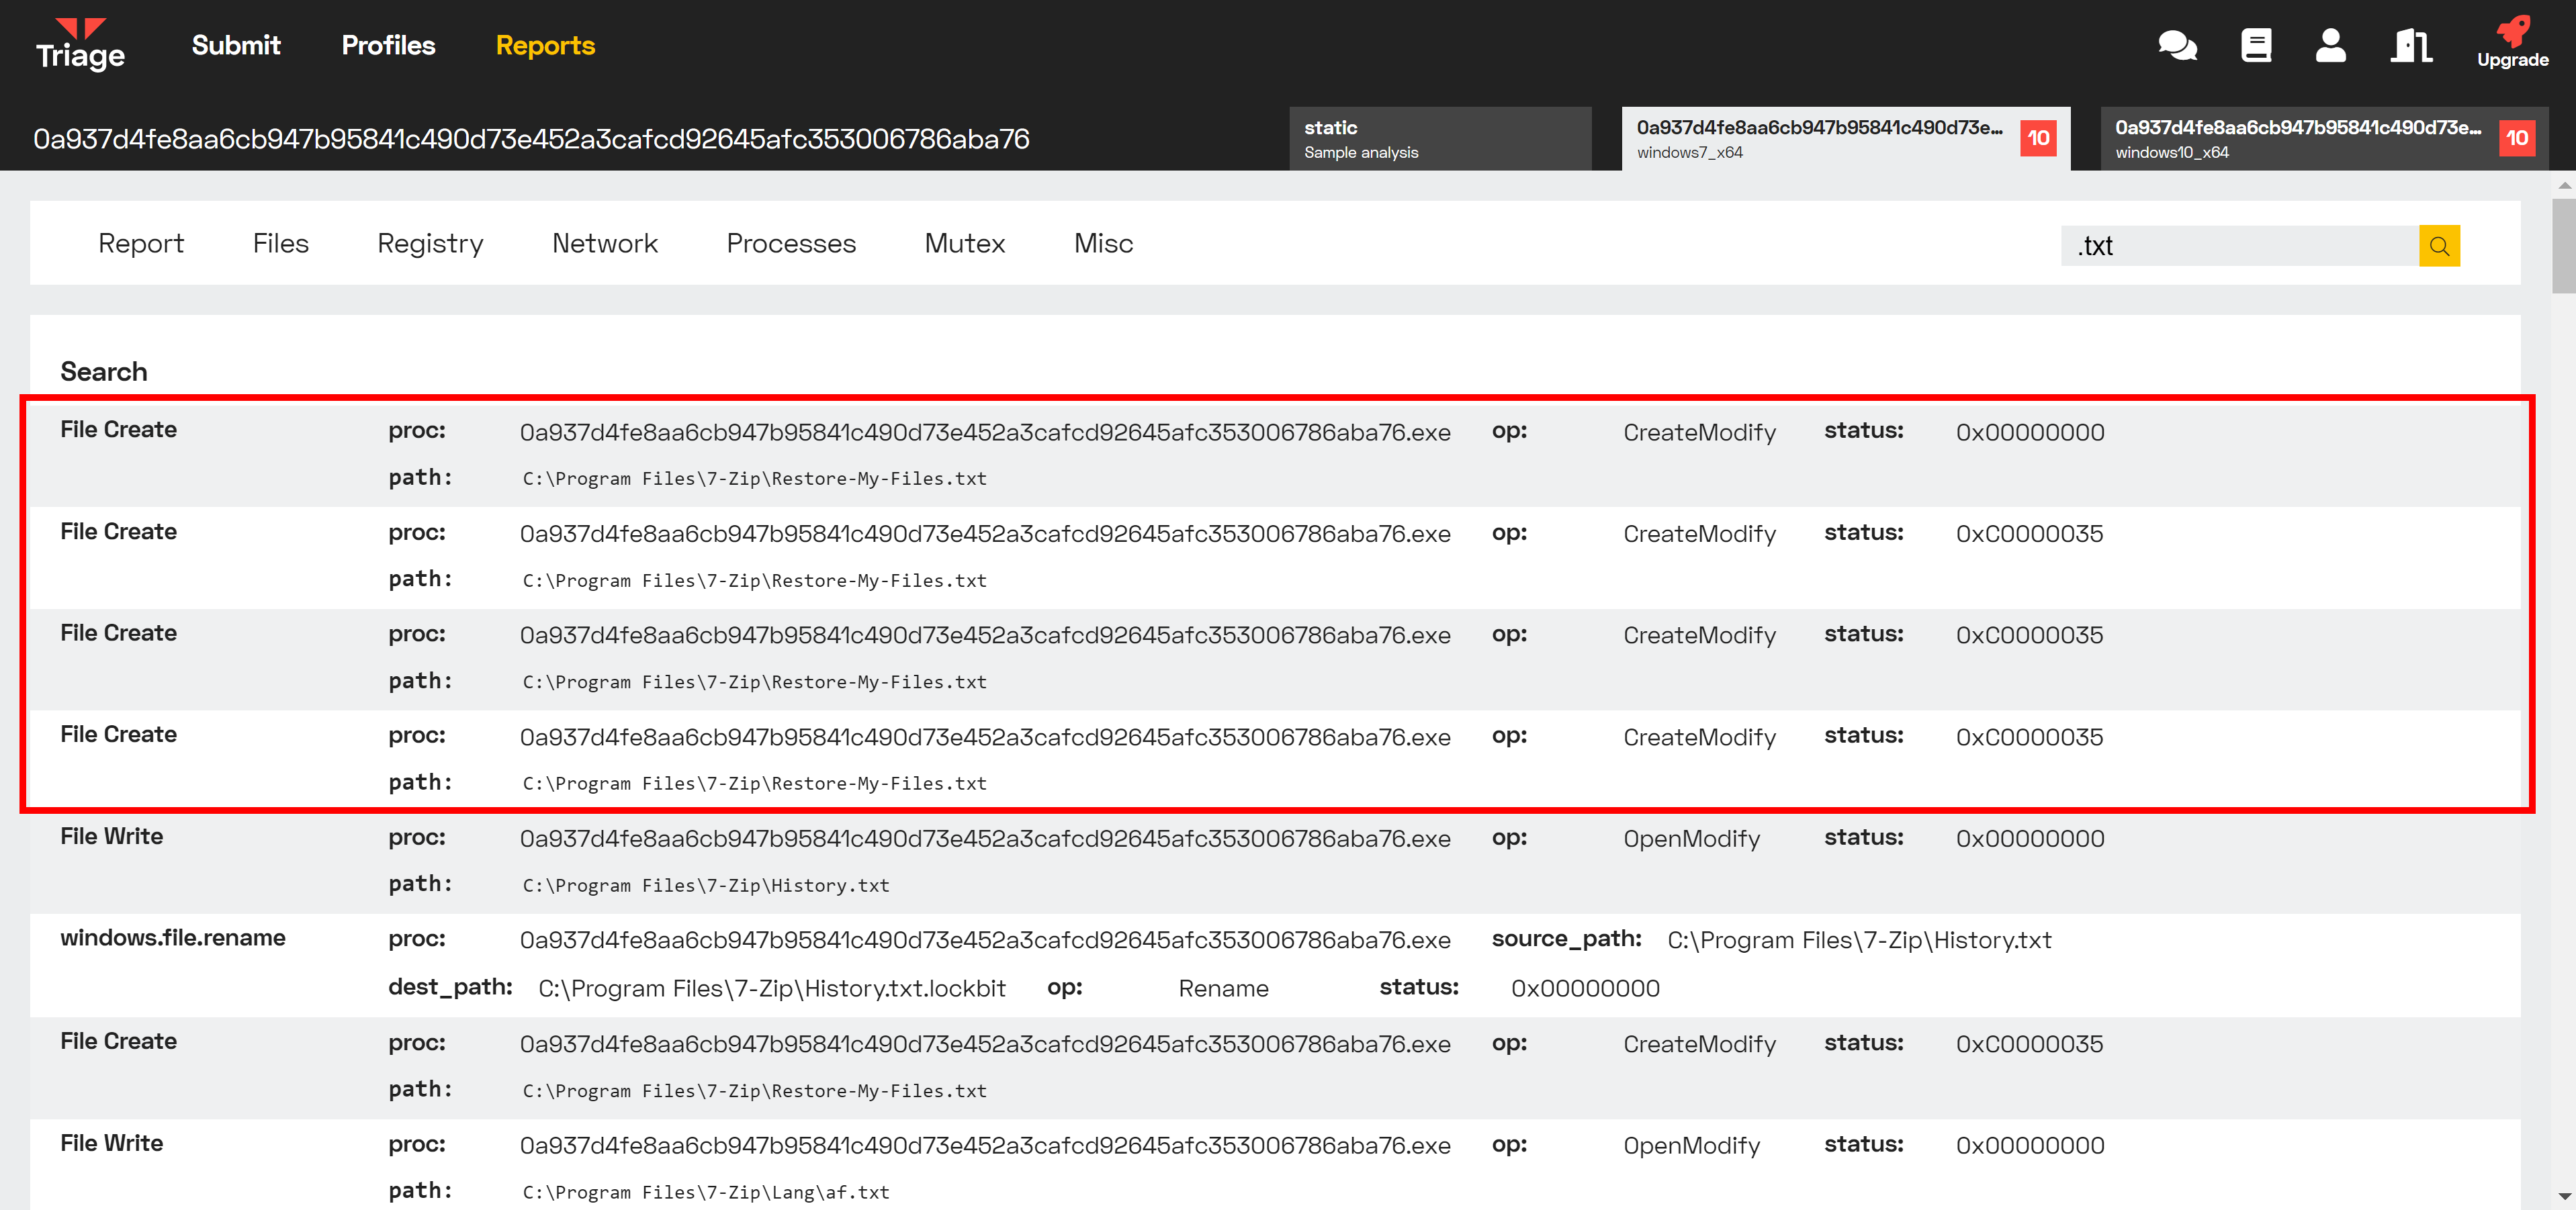 Triage Submit Profiles Reports Upgrade
0a937d4fe8aa6cb947b95841c490d73e452a3cafcd92645afc353006786aba76
static
Sample analysis
0a937d4fe8aa6cb947b95841c490d73e... 10
windows7_x64
0a937d4fe8aa6cb947b95841c490d73e... 10
windows10_x64
Report Files Registry Network Processes Mutex Misc .txt
Search
File Create proc: 0a937d4fe8aa6cb947b95841c490d73e452a3cafcd92645afc353006786aba76.exe op: CreateModify status: 0x00000000
path: C:\Program Files\7-Zip\Restore-My-Files.txt
File Create proc: 0a937d4fe8aa6cb947b95841c490d73e452a3cafcd92645afc353006786aba76.exe op: CreateModify status: 0xC0000035
path: C:\Program Files\7-Zip\Restore-My-Files.txt
File Create proc: 0a937d4fe8aa6cb947b95841c490d73e452a3cafcd92645afc353006786aba76.exe op: CreateModify status: 0xC0000035
path: C:\Program Files\7-Zip\Restore-My-Files.txt
File Create proc: 0a937d4fe8aa6cb947b95841c490d73e452a3cafcd92645afc353006786aba76.exe op: CreateModify status: 0xC0000035
path: C:\Program Files\7-Zip\Restore-My-Files.txt
File Write proc: 0a937d4fe8aa6cb947b95841c490d73e452a3cafcd92645afc353006786aba76.exe op: OpenModify status: 0x00000000
path: C:\Program Files\7-Zip\History.txt
windows.file.rename proc: 0a937d4fe8aa6cb947b95841c490d73e452a3cafcd92645afc353006786aba76.exe source_path: C:\Program Files\7-Zip\History.txt
dest_path: C:\Program Files\7-Zip\History.txt.lockbit op: Rename status: 0x00000000
File Create proc: 0a937d4fe8aa6cb947b95841c490d73e452a3cafcd92645afc353006786aba76.exe op: CreateModify status: 0xC0000035
path: C:\Program Files\7-Zip\Restore-My-Files.txt
File Write proc: 0a937d4fe8aa6cb947b95841c490d73e452a3cafcd92645afc353006786aba76.exe op: OpenModify status: 0x00000000
path: C:\Program Files\7-Zip\Lang\af.txt